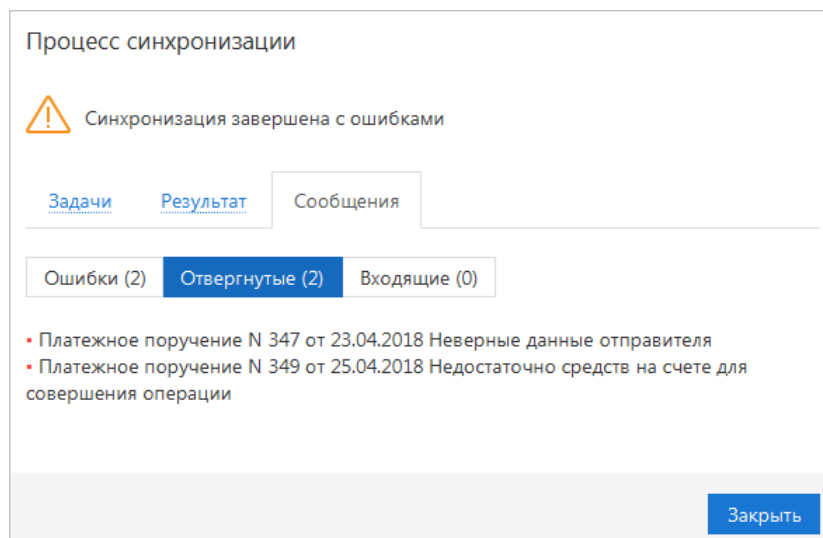 Процесс синхронизации
Синхронизация завершена с ошибками
Задачи Результат Сообщения
Ошибки (2) Отвергнутые (2) Входящие (0)
▪ Платежное поручение N 347 от 23.04.2018 Неверные данные отправителя
▪ Платежное поручение N 349 от 25.04.2018 Недостаточно средств на счете для
совершения операции
Закрыть